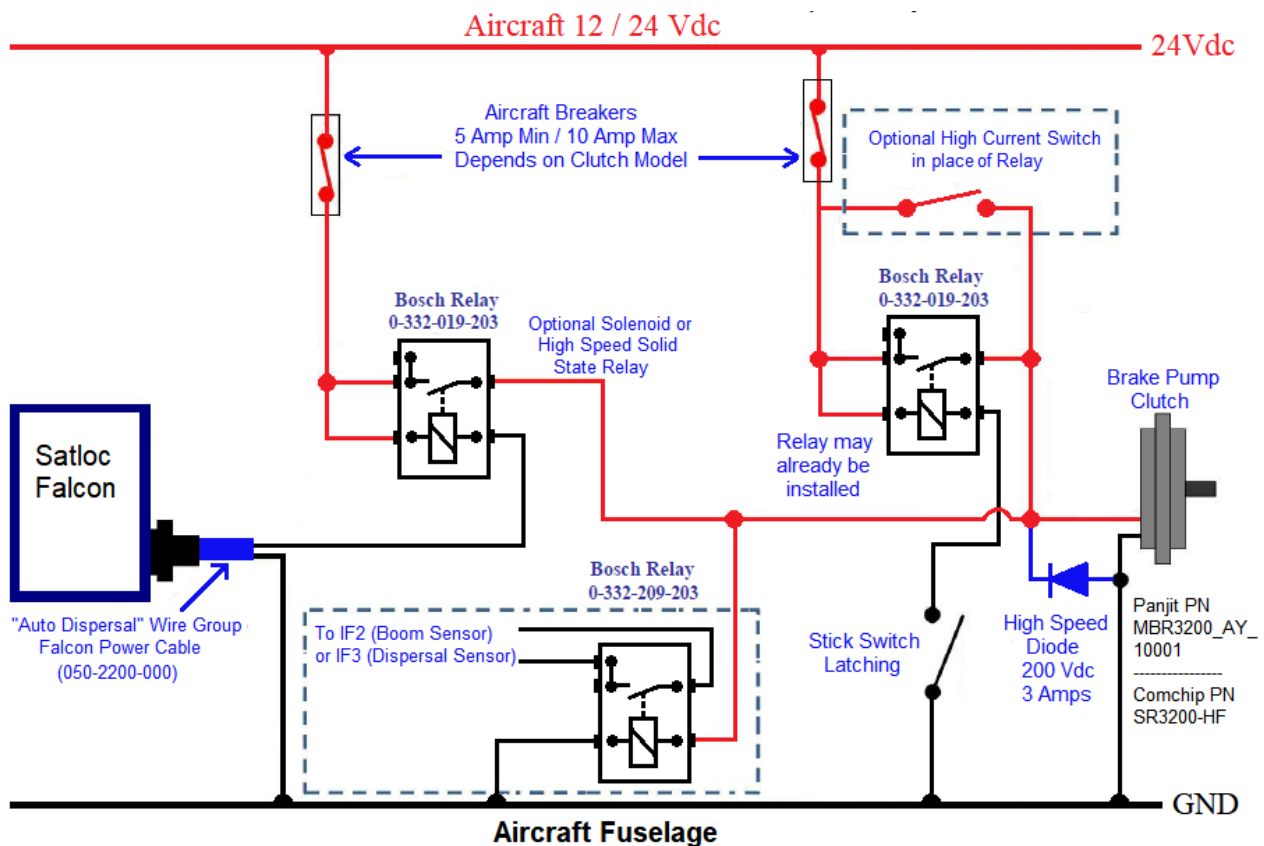 Aircraft 12 / 24 Vdc
24Vdc
Aircraft Breakers
5 Amp Min / 10 Amp Max
Depends on Clutch Model
Optional High Current Switch
in place of Relay
Bosch Relay
0-332-019-203
Optional Solenoid or
High Speed Solid
State Relay
Bosch Relay
0-332-019-203
Brake Pump
Clutch
Relay may
already be
installed
Satloc
Falcon
"Auto Dispersal" Wire Group
Falcon Power Cable
(050-2200-000)
Bosch Relay
0-332-209-203
To IF2 (Boom Sensor)
or IF3 (Dispersal Sensor)
Stick Switch
Latching
High Speed
Diode
200 Vdc
3 Amps
Panjit PN
MBR3200_AY_
10001
----------------
Comchip PN
SR3200-HF
GND
Aircraft Fuselage